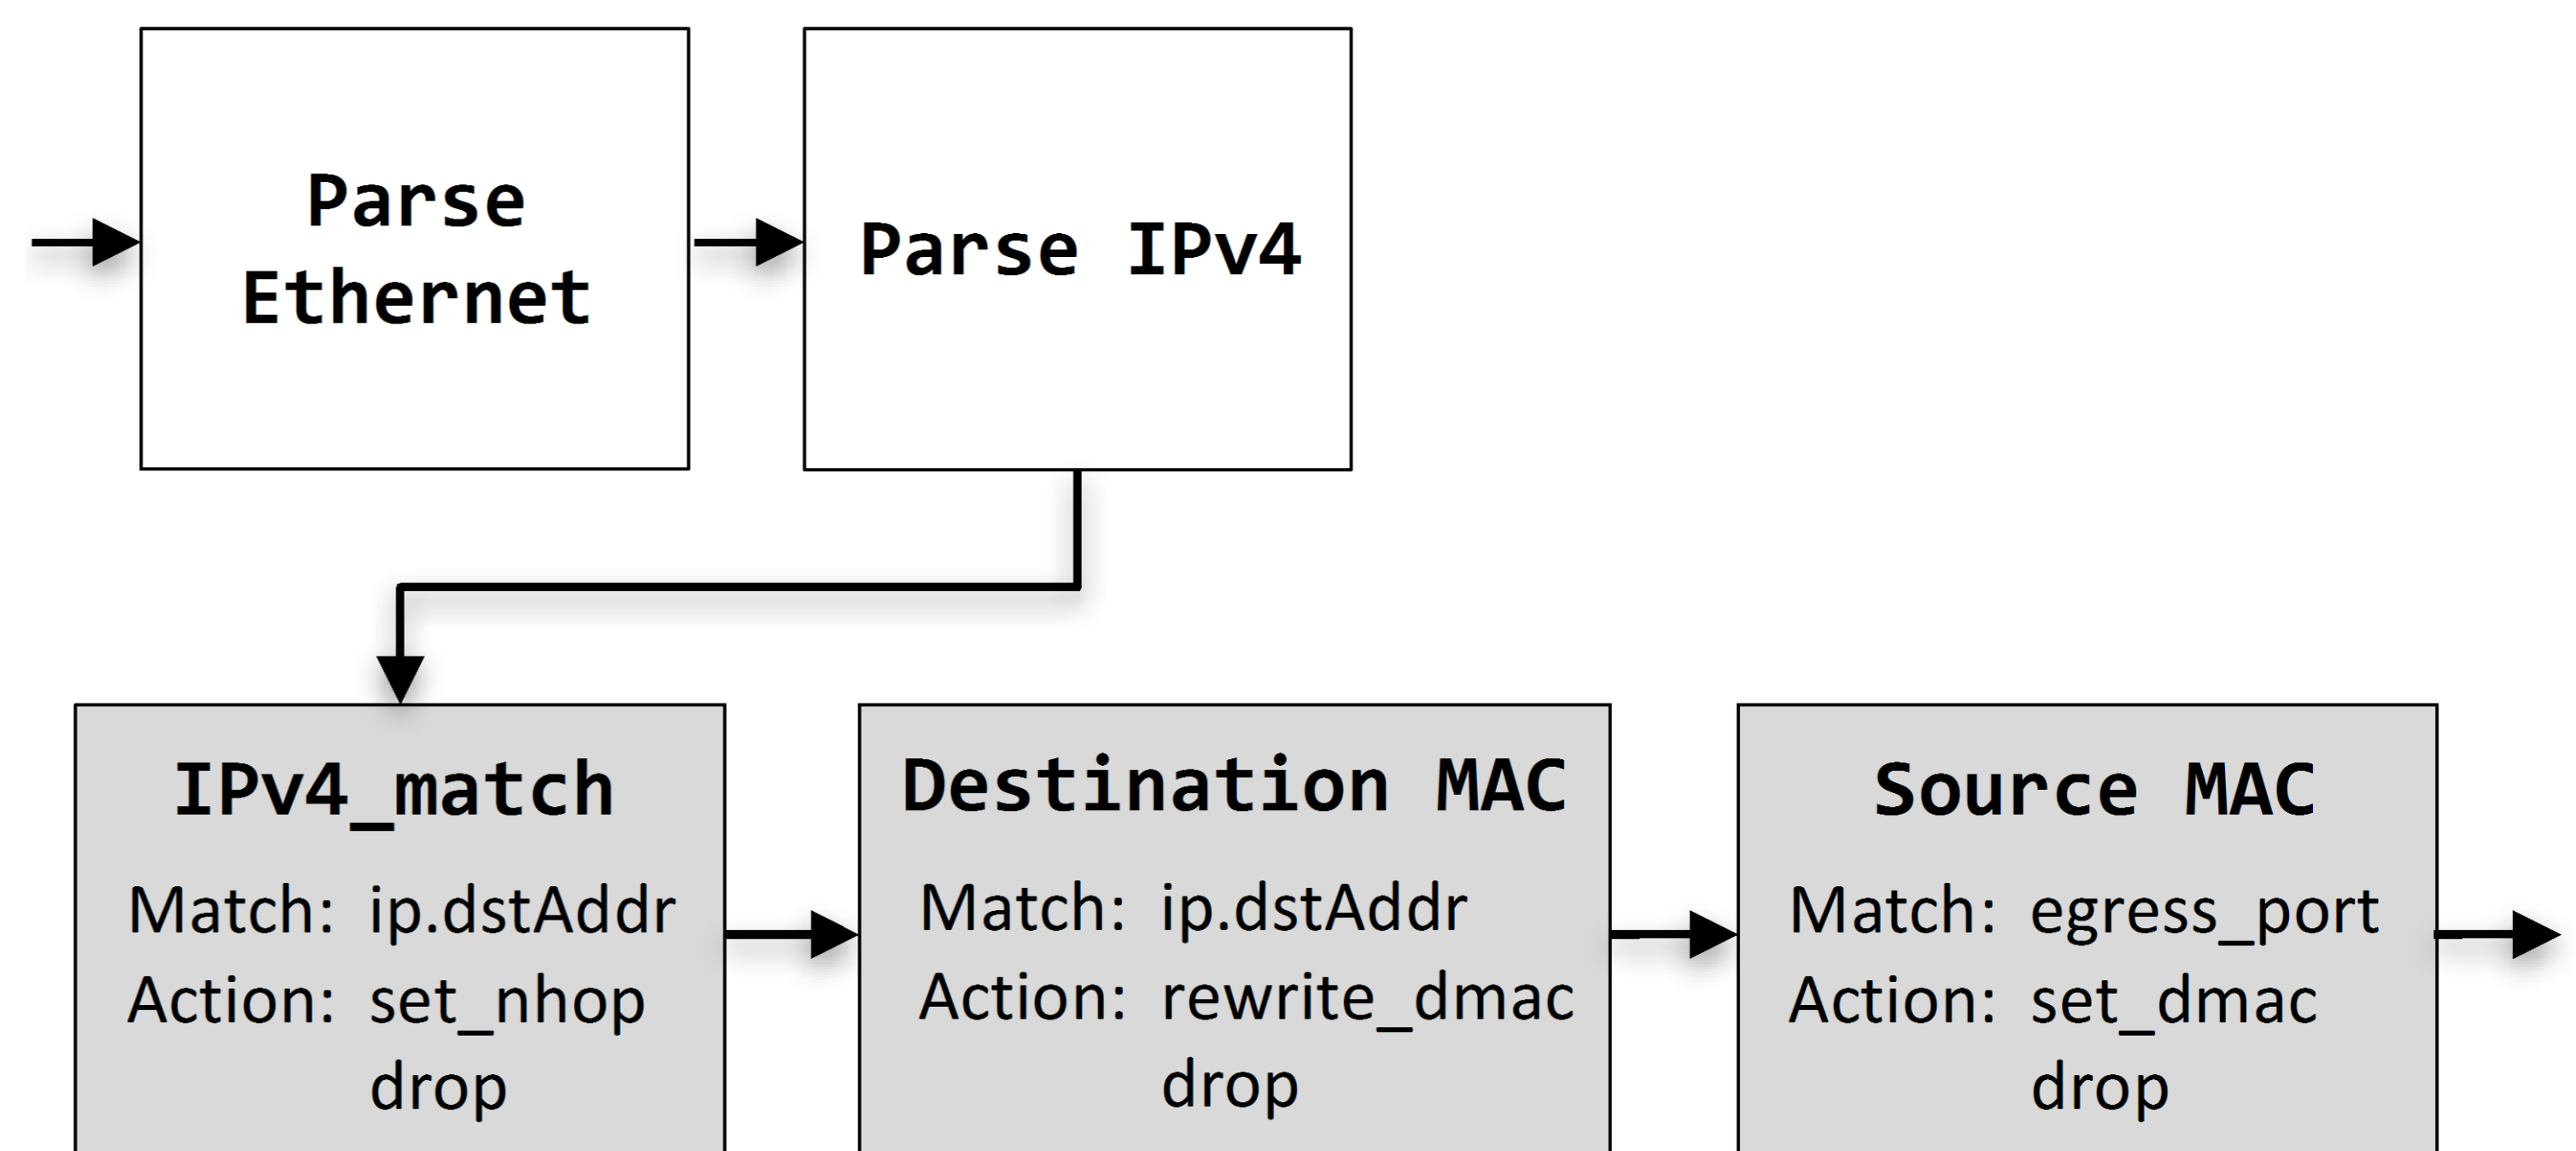 Parse
Ethernet
Parse IPv4
IPv4_match
Match: ip.dstAddr
Action: set_nhop
drop
Destination MAC
Match: ip.dstAddr
Action: rewrite_dmac
drop
Source MAC
Match: egress_port
Action: set_dmac
drop